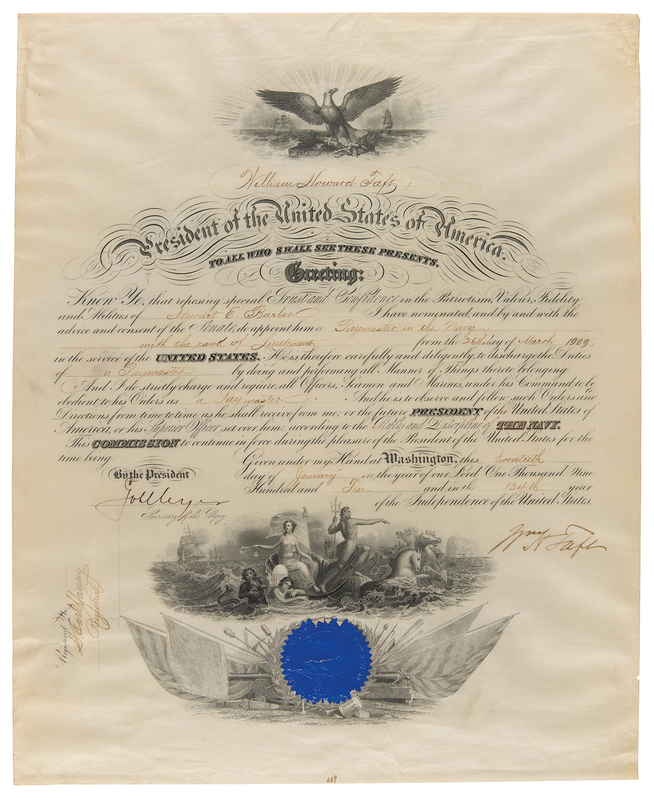 William Howard Taft,
President of the United States of America.
TO ALL WHO SHALL SEE THESE PRESENTS,
Greeting:
Know Ye, that reposing special Trust and Confidence in the Patriotism, Valour, Fidelity
and Abilities of Stewart E. Barber I have nominated, and by and with the
advice and consent of the Senate, do appoint him a Paymaster in the Navy
with the rank of Lieutenant from the 26th day of March 1909,
in the service of the UNITED STATES. He is therefore carefully and diligently to discharge the Duties
of a Paymaster by doing and performing all Manner of Things thereto belonging.
And I do strictly charge and require, all Officers, Seamen and Marines, under his Command to be
obedient to his Orders as a Paymaster. And he is to observe and follow such Orders and
Directions from time to time as he shall receive from me, or the future PRESIDENT of the United States of
America, or his Superior Officer set over him, according to the Rules and Discipline of THE NAVY.
This COMMISSION to continue in force during the pleasure of the President of the United States for the
time being.
Given under my Hand at Washington, this twentieth
By the President
day of January in the year of our Lord One Thousand Nine
Hundred and Ten and in the 134th year
of the Independence of the United States.
GvL Meyer
Secretary of the Navy
Wm H Taft
Registered